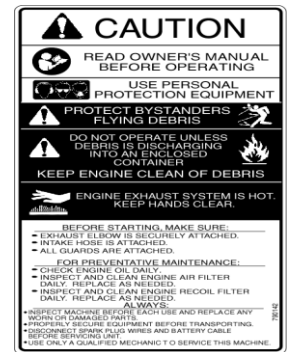 CAUTION
READ OWNER'S MANUAL
BEFORE OPERATING
USE PERSONAL
PROTECTION EQUIPMENT
PROTECT BYSTANDERS
FLYING DEBRIS
DO NOT OPERATE UNLESS
DEBRIS IS DISCHARGING
INTO AN ENCLOSED
CONTAINER
KEEP ENGINE CLEAN OF DEBRIS
ENGINE EXHAUST SYSTEM IS HOT.
KEEP HANDS CLEAR.
BEFORE STARTING, MAKE SURE:
- EXHAUST ELBOW IS SECURELY ATTACHED.
- INTAKE HOSE IS ATTACHED.
- ALL GUARDS ARE ATTACHED.
FOR PREVENTATIVE MAINTENANCE:
- CHECK ENGINE OIL DAILY.
- INSPECT AND CLEAN ENGINE AIR FILTER
DAILY. REPLACE AS NEEDED.
- INSPECT AND CLEAN ENGINE RECOIL FILTER
DAILY. REPLACE AS NEEDED.
ALWAYS:
• INSPECT MACHINE BEFORE EACH USE AND REPLACE ANY
WORN OR DAMAGED PARTS.
• PROPERLY SECURE EQUIPMENT BEFORE TRANSPORTING.
• DISCONNECT SPARK PLUG WIRES AND BATTERY CABLE
BEFORE SERVICING UNIT.
• USE ONLY A QUALIFIED MECHANIC TO SERVICE THIS MACHINE.
790142